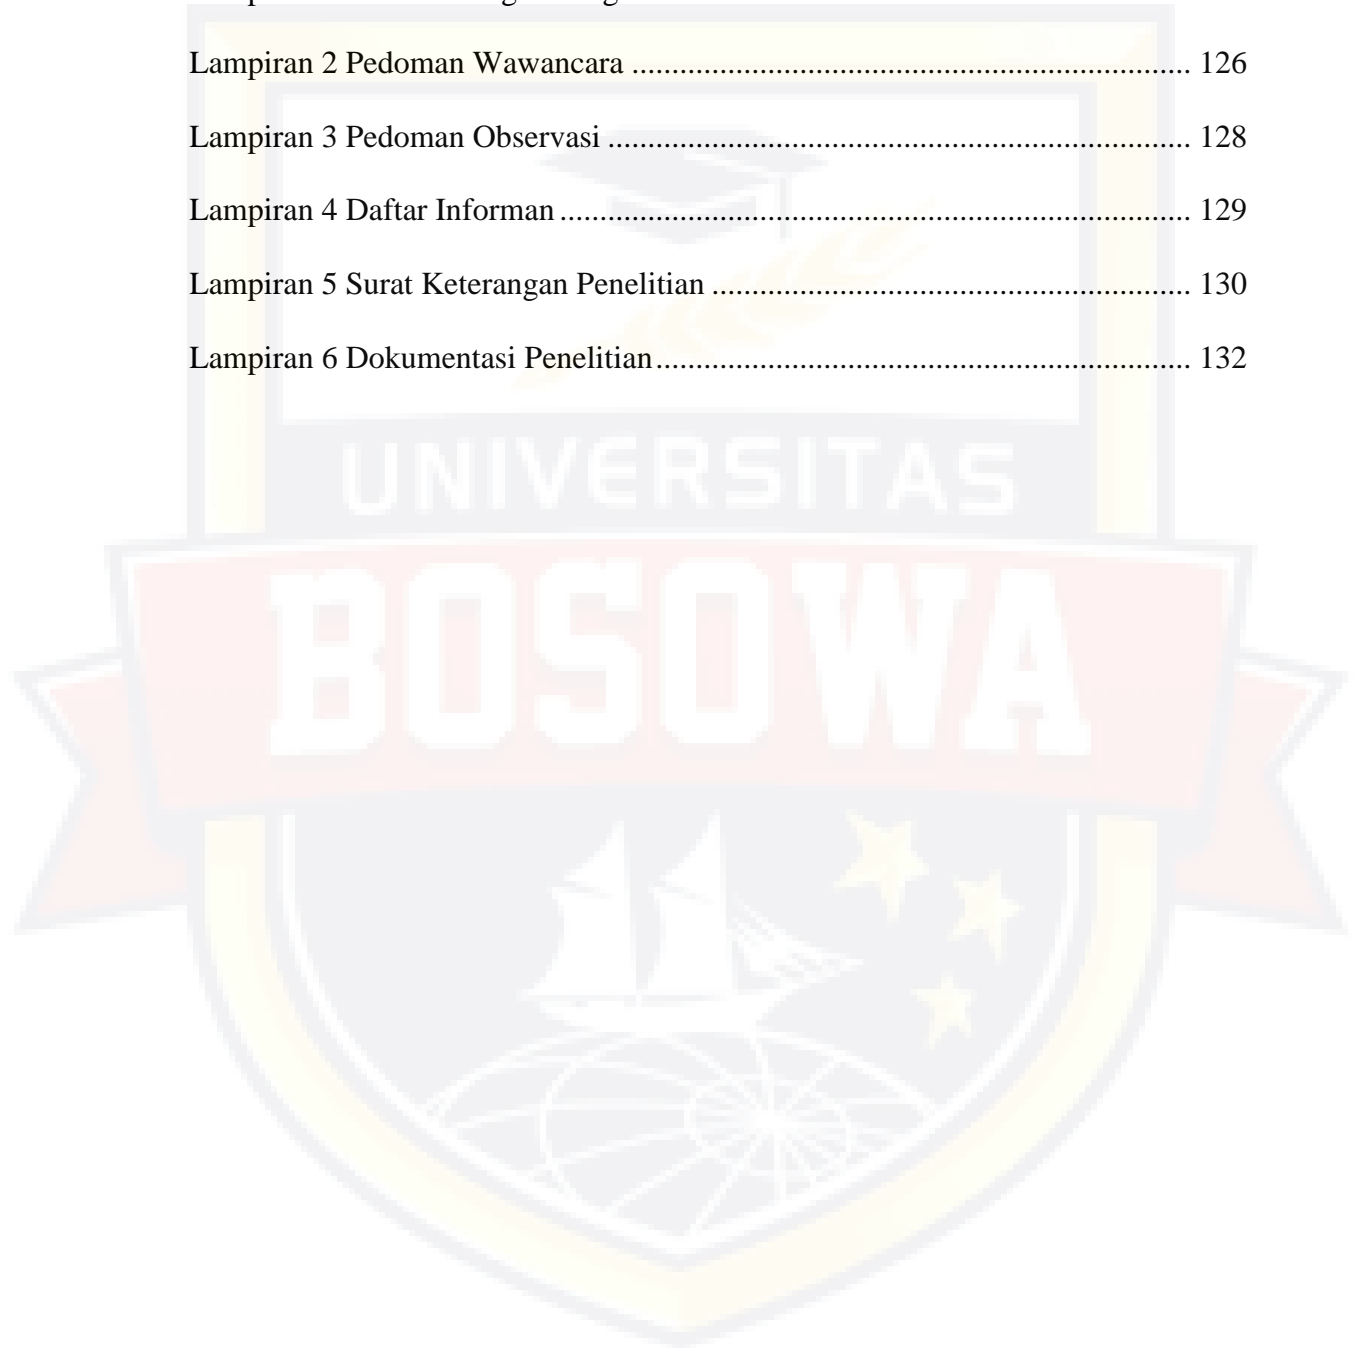 Lampiran 2 Pedoman Wawancara ...................................................................... 126
Lampiran 3 Pedoman Observasi ......................................................................... 128
Lampiran 4 Daftar Informan ............................................................................... 129
Lampiran 5 Surat Keterangan Penelitian ............................................................ 130
Lampiran 6 Dokumentasi Penelitian ................................................................... 132
UNIVERSITAS
BOSOWA